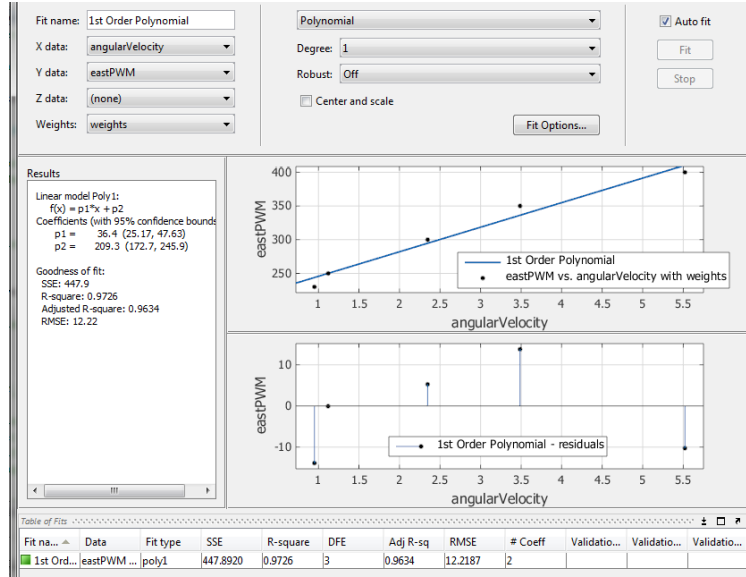 Fit name: 1st Order Polynomial
X data: angularVelocity
Y data: eastPWM
Z data: (none)
Weights: weights
Polynomial
Degree: 1
Robust: Off
Center and scale
Fit Options...
Auto fit
Fit
Stop
Results
Linear model Poly1:
f(x) = p1*x + p2
Coefficients (with 95% confidence bounds
p1 = 36.4 (25.17, 47.63)
p2 = 209.3 (172.7, 245.9)
Goodness of fit:
SSE: 447.9
R-square: 0.9726
Adjusted R-square: 0.9634
RMSE: 12.22
400
350
300
250
eastPWM
1st Order Polynomial
eastPWM vs. angularVelocity with weights
1 1.5 2 2.5 3 3.5 4 4.5 5 5.5
angularVelocity
10
0
-10
eastPWM
1st Order Polynomial - residuals
1 1.5 2 2.5 3 3.5 4 4.5 5 5.5
angularVelocity
Table of Fits
Fit na... Data Fit type SSE R-square DFE Adj R-sq RMSE # Coeff Validatio... Validatio... Validatio...
1st Ord... eastPWM ... poly1 447.8920 0.9726 3 0.9634 12.2187 2